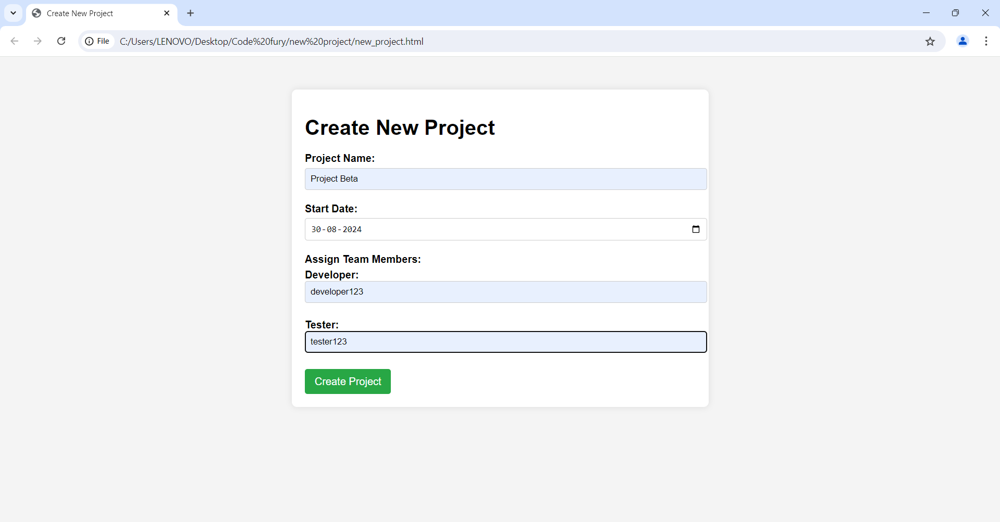 Create New Project
File C:/Users/LENOVO/Desktop/Code%20fury/new%20project/new_project.html
Create New Project
Project Name:
Project Beta
Start Date:
30-08-2024
Assign Team Members:
Developer:
developer123
Tester:
tester123
Create Project